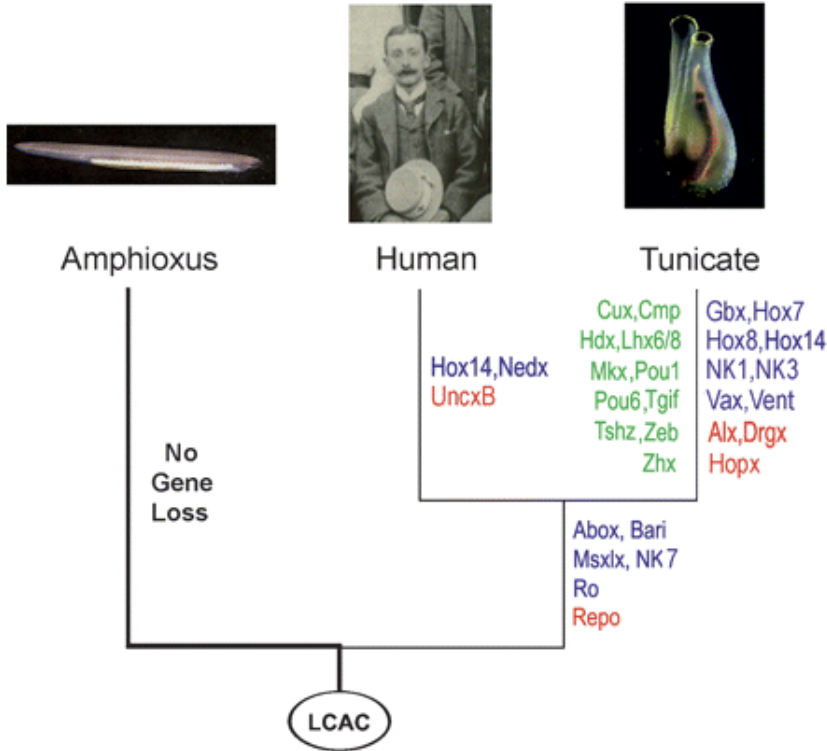 Amphioxus
Human
Tunicate
No
Gene
Loss
Hox14,Nedx
UncxB
Cux,Cmp
Hdx,Lhx6/8
Mkx,Pou1
Pou6,Tgif
Tshz,Zeb
Zhx
Gbx,Hox7
Hox8,Hox14
NK1,NK3
Vax,Vent
Alx,Drgx
Hopx
Abox, Bari
Msxlx, NK7
Ro
Repo
LCAC